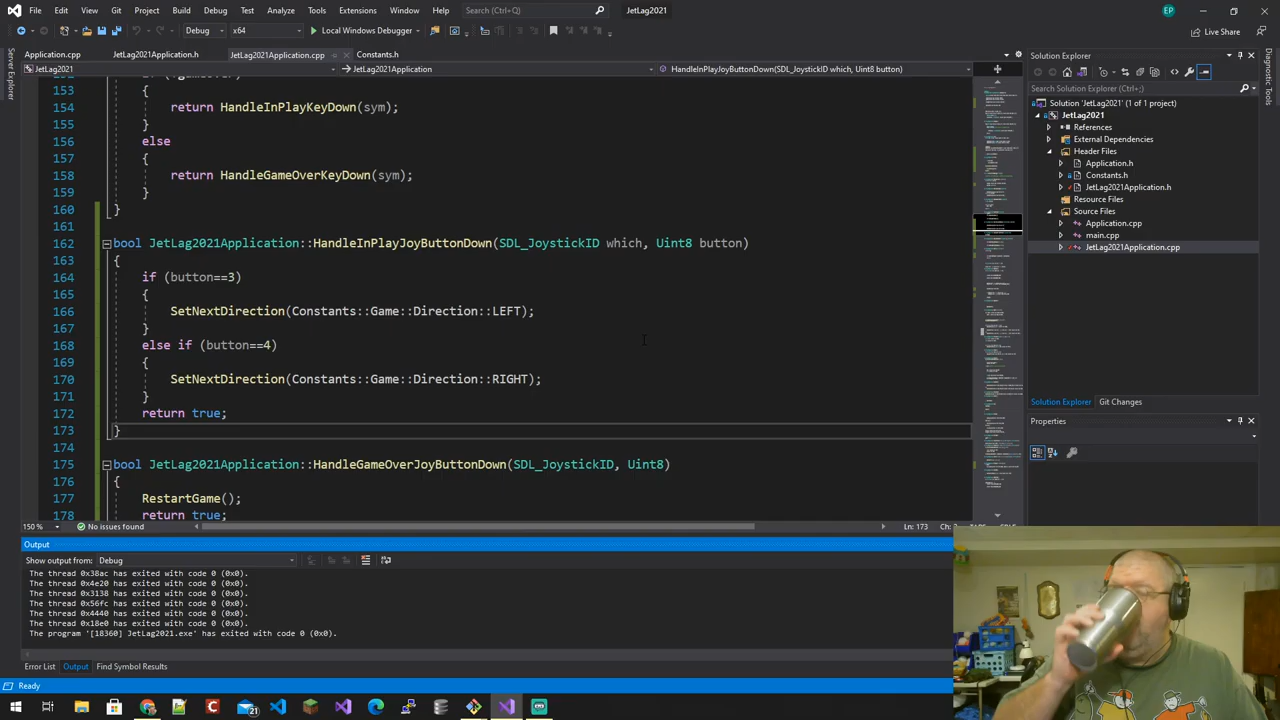 File Edit View Git Project Build Debug Test Analyze Tools Extensions Window Help Search (Ctrl+Q) JetLag2021 EP
Debug x64 Local Windows Debugger Live Share
Server Explorer
Application.cpp JetLag2021Application.h JetLag2021Application.cpp Constants.h
JetLag2021 JetLag2021Application HandleInPlayJoyButtonDown(SDL_JoystickID which, Uint8 button)
153 {
154 return HandleInPlayKeyDown(sym);
155 }
156 else
157 {
158 return HandleGameOverKeyDown(sym);
159 }
160 }
161
162 bool JetLag2021Application::HandleInPlayJoyButtonDown(SDL_JoystickID which, Uint8 button)
163 {
164 if (button==3)
165 {
166 SetNextDirection(Constants::Game::Direction::LEFT);
167 }
168 else if (button==4)
169 {
170 SetNextDirection(Constants::Game::Direction::RIGHT);
171 }
172 return true;
173 }
174
175 bool JetLag2021Application::HandleGameOverJoyButtonDown(SDL_JoystickID, Uint8)
176 {
177 RestartGame();
178 return true;
150 % No issues found Ln: 173
Output
Show output from: Debug
The thread 0x38ac has exited with code 0 (0x0).
The thread 0x4e20 has exited with code 0 (0x0).
The thread 0x3138 has exited with code 0 (0x0).
The thread 0x56fc has exited with code 0 (0x0).
The thread 0x4440 has exited with code 0 (0x0).
The thread 0x18e0 has exited with code 0 (0x0).
The program '[18360] JetLag2021.exe' has exited with code 0 (0x0).
Error List Output Find Symbol Results
Ready
Solution Explorer
Search Solution Explorer (Ctrl+;)
Solution 'JetLag2021' (1 of 1 project)
JetLag2021
References
External Dependencies
Header Files
Application.h
Constants.h
JetLag2021Application.h
Resource Files
Source Files
Application.cpp
main.cpp
JetLag2021Application.cpp
Solution Explorer Git Changes
Properties
Diagnostic Tools